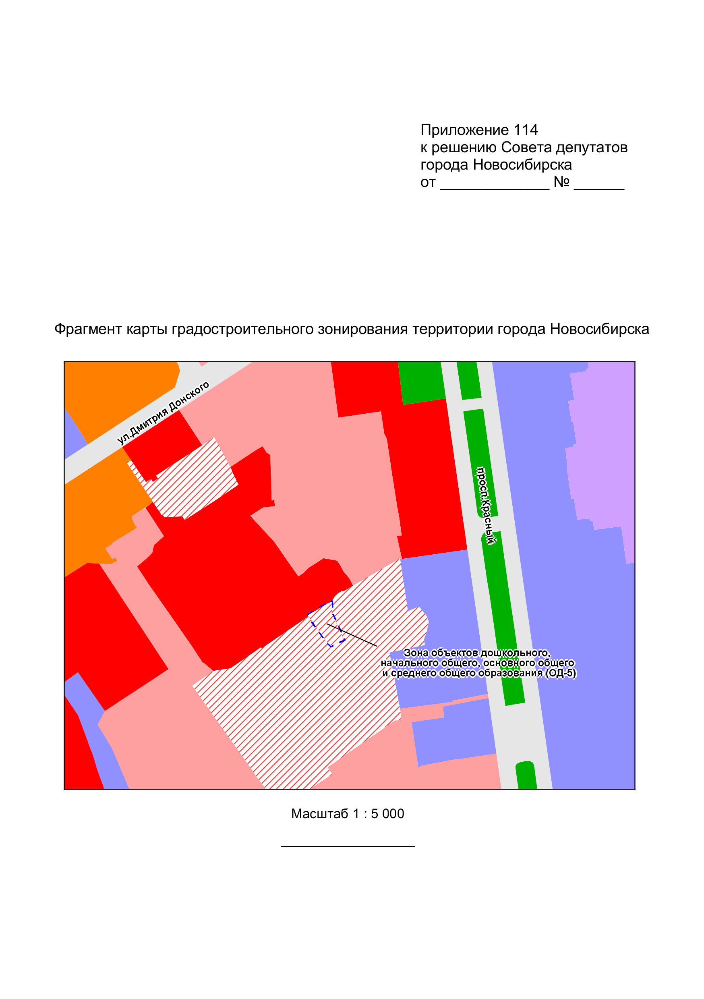 Приложение 114
к решению Совета депутатов
города Новосибирска
от _____________ № ______
Фрагмент карты градостроительного зонирования территории города Новосибирска
ул.Дмитрия Донского
просп.Красный
Зона объектов дошкольного,
начального общего, основного общего
и среднего общего образования (ОД-5)
Масштаб 1 : 5 000